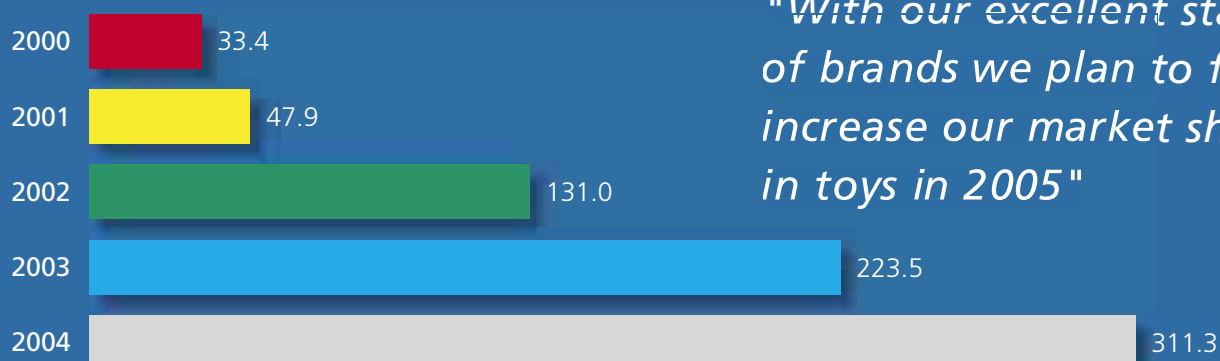 2000 33.4
2001 47.9
2002 131.0
2003 223.5
2004 311.3
"With our excellent
of brands we plan to
increase our market
in toys in 2005"